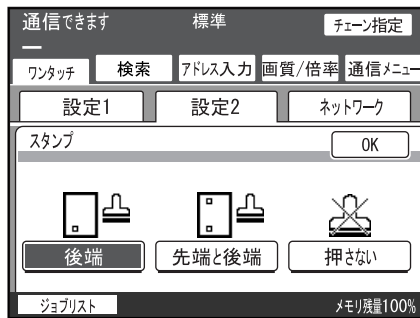 通信できます 標準 チェーン指定
ワンタッチ 検索 アドレス入力 画質/倍率 通信メニュー
設定1 設定2 ネットワーク
スタンプ OK
後端 先端と後端 押さない
ジョブリスト メモリ残量100%